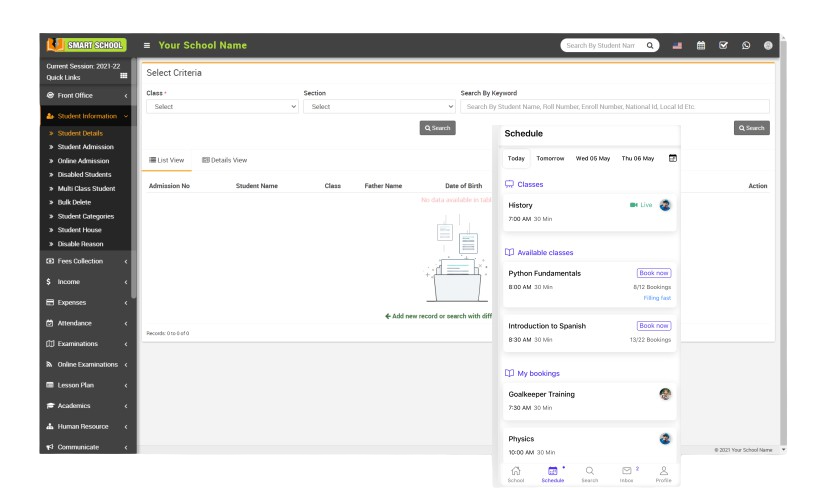 SMART SCHOOL
Your School Name
Search By Student Nam
Current Session: 2021-22
Quick Links
Front Office
Student Information
Student Details
Student Admission
Online Admission
Disabled Students
Multi Class Student
Bulk Delete
Student Categories
Student House
Disable Reason
Fees Collection
Income
Expenses
Attendance
Examinations
Online Examinations
Lesson Plan
Academics
Human Resource
Communicate
Select Criteria
Class *
Section
Search By Keyword
Select
Select
Search By Student Name, Roll Number, Enroll Number, National Id, Local Id Etc.
Search
Search
List View
Details View
Admission No
Student Name
Class
Father Name
Date of Birth
Action
No data available in tabl
Add new record or search with diff
Records: 0 to 0 of 0
© 2021 Your School Name
Schedule
Today
Tomorrow
Wed 05 May
Thu 06 May
Classes
History
Live
7:00 AM 30 Min
Available classes
Python Fundamentals
Book now
8:00 AM 30 Min
8/12 Bookings
Filling fast
Introduction to Spanish
Book now
8:30 AM 30 Min
13/22 Bookings
My bookings
Goalkeeper Training
7:30 AM 30 Min
Physics
10:00 AM 30 Min
School
Schedule
Search
Inbox
3
Profile